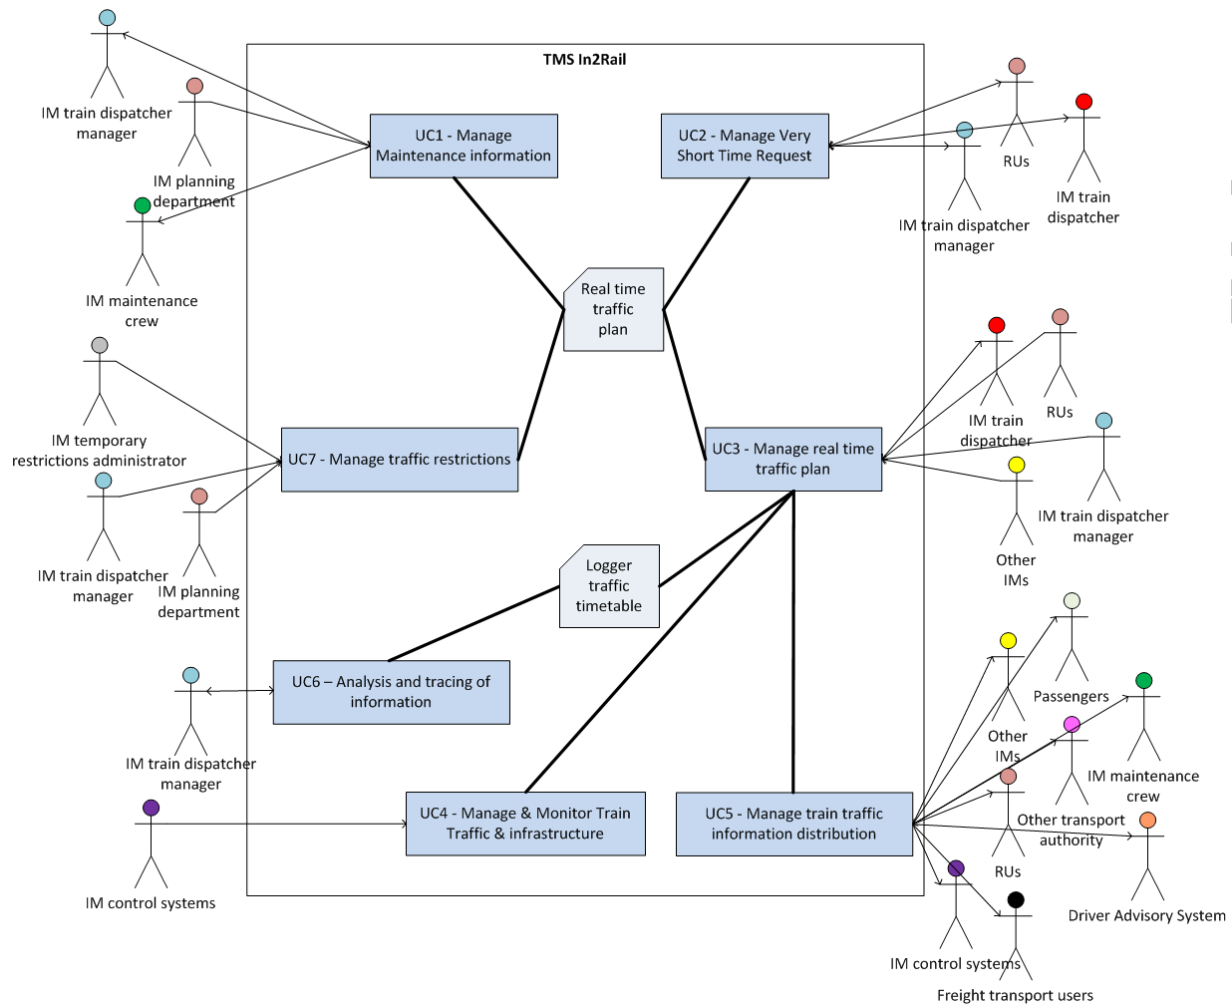 TMS In2Rail
IM train dispatcher
manager
IM planning
department
IM maintenance
crew
UC1 - Manage
Maintenance information
UC2 - Manage Very
Short Time Request
RUs
IM train
dispatcher
IM train dispatcher
manager
Real time
traffic
plan
IM temporary
restrictions administrator
IM train dispatcher
manager
IM planning
department
UC7 - Manage traffic restrictions
UC3 - Manage real time
traffic plan
IM train
dispatcher
RUs
IM train dispatcher
manager
Other
IMs
Logger
traffic
timetable
UC6 – Analysis and tracing of
information
IM train dispatcher
manager
IM control systems
UC4 - Manage & Monitor Train
Traffic & infrastructure
UC5 - Manage train traffic
information distribution
Passengers
Other
IMs
IM maintenance
crew
Other transport
authority
RUs
Driver Advisory System
IM control systems
Freight transport users